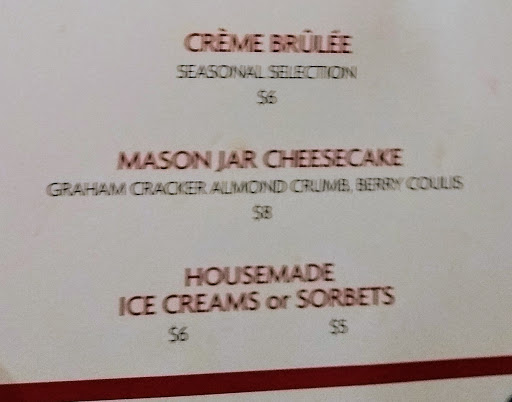 CRÈME BRÛLÉE
SEASONAL SELECTION
$6
MASON JAR CHEESECAKE
GRAHAM CRACKER ALMOND CRUMB, BERRY COULIS
$8
HOUSEMADE
ICE CREAMS or SORBETS
$6 $5